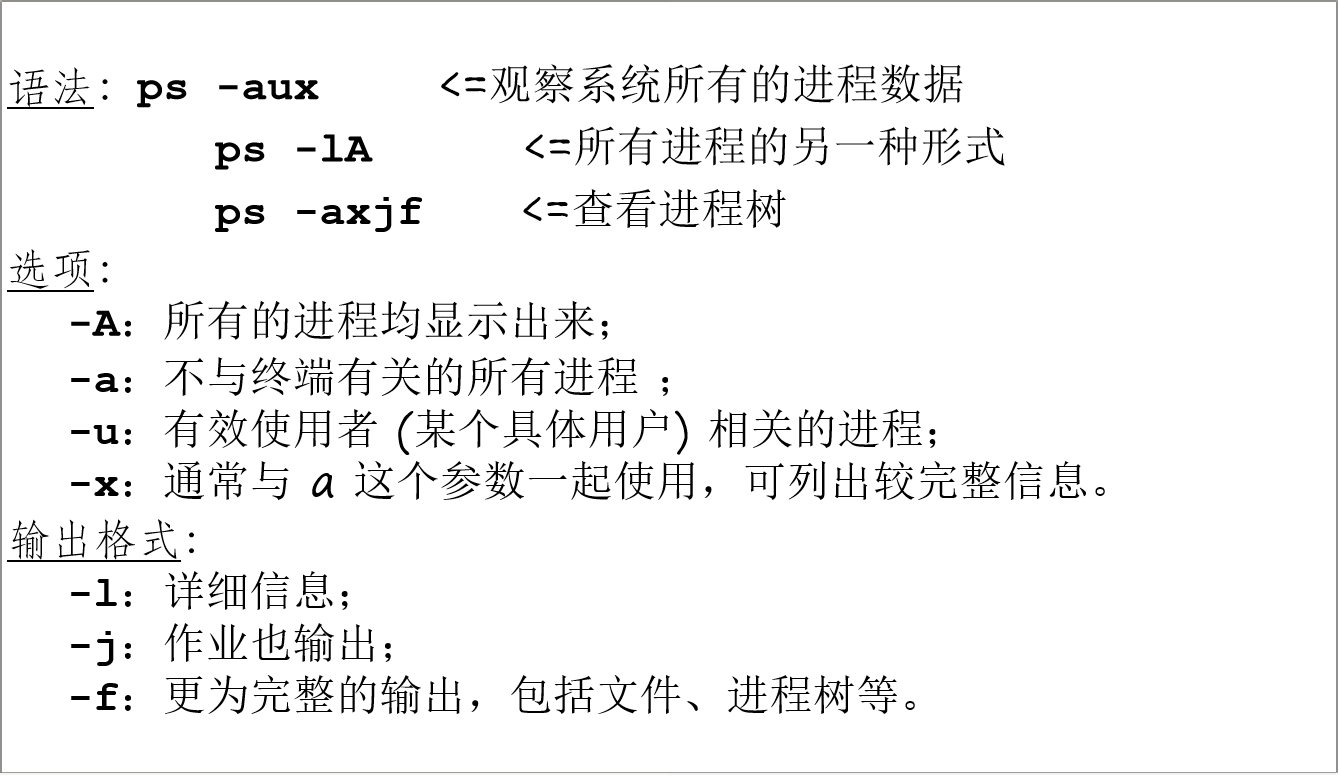 语法: ps -aux <=观察系统所有的进程数据
ps -lA <=所有进程的另一种形式
ps -axjf <=查看进程树
选项:
-A: 所有的进程均显示出来;
-a: 不与终端有关的所有进程 ;
-u: 有效使用者 (某个具体用户) 相关的进程;
-x: 通常与 a 这个参数一起使用，可列出较完整信息。
输出格式:
-l: 详细信息;
-j: 作业也输出;
-f: 更为完整的输出，包括文件、进程树等。